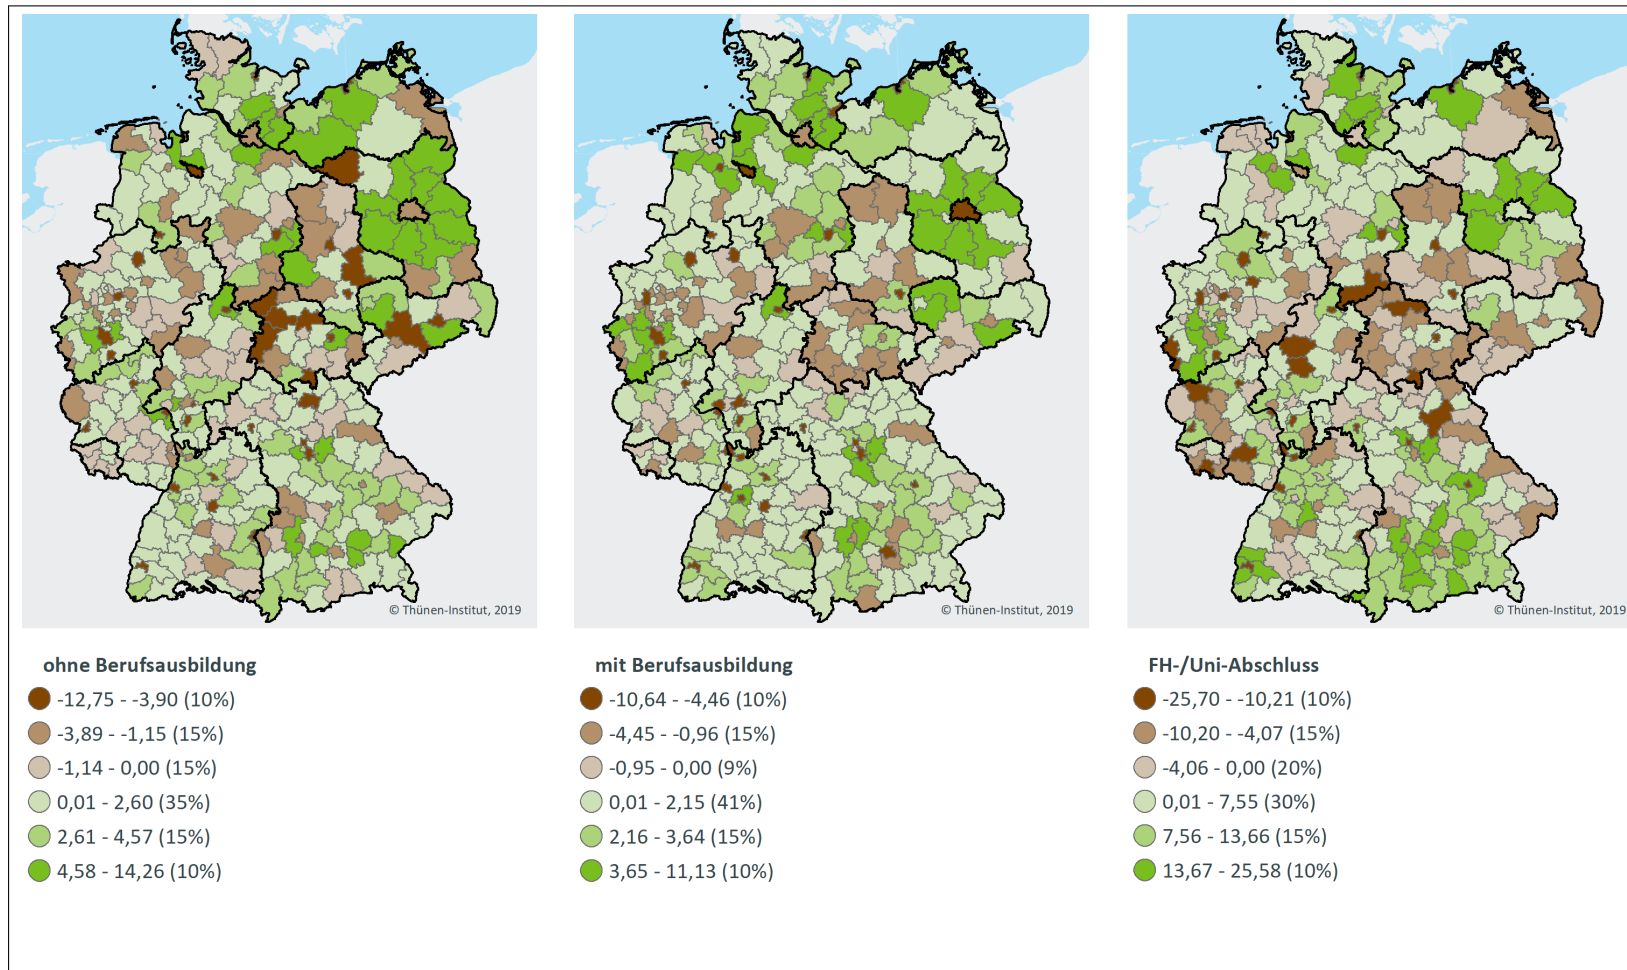 © Thünen-Institut, 2019
© Thünen-Institut, 2019
© Thünen-Institut, 2019
ohne Berufsausbildung
-12,75 - -3,90 (10%)
-3,89 - -1,15 (15%)
-1,14 - 0,00 (15%)
0,01 - 2,60 (35%)
2,61 - 4,57 (15%)
4,58 - 14,26 (10%)
mit Berufsausbildung
-10,64 - -4,46 (10%)
-4,45 - -0,96 (15%)
-0,95 - 0,00 (9%)
0,01 - 2,15 (41%)
2,16 - 3,64 (15%)
3,65 - 11,13 (10%)
FH-/Uni-Abschluss
-25,70 - -10,21 (10%)
-10,20 - -4,07 (15%)
-4,06 - 0,00 (20%)
0,01 - 7,55 (30%)
7,56 - 13,66 (15%)
13,67 - 25,58 (10%)